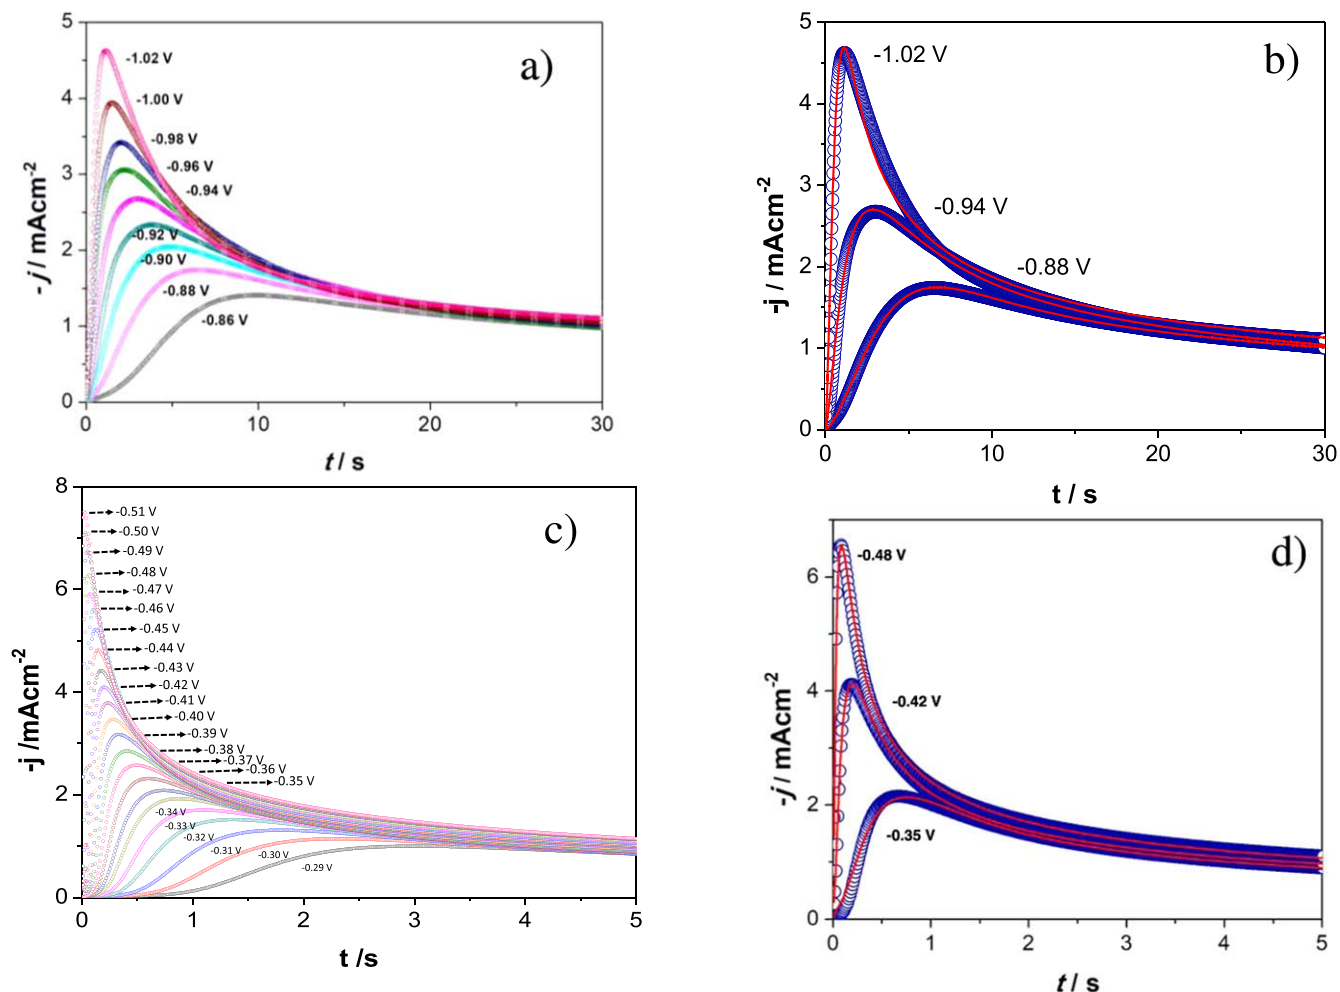 5
4
3
2
1
0
- j / mAcm-2
a)
-1.02 V
-1.00 V
-0.98 V
-0.96 V
-0.94 V
-0.92 V
-0.90 V
-0.88 V
-0.86 V
0 10 20 30
t / s
5
4
3
2
1
0
-j / mAcm-2
b)
-1.02 V
-0.94 V
-0.88 V
0 10 20 30
t / s
8
6
4
2
0
-j /mAcm-2
c)
-0.51 V
-0.50 V
-0.49 V
-0.48 V
-0.47 V
-0.46 V
-0.45 V
-0.44 V
-0.43 V
-0.42 V
-0.41 V
-0.40 V
-0.39 V
-0.38 V
-0.37 V
-0.36 V
-0.35 V
-0.34 V
-0.33 V
-0.32 V
-0.31 V
-0.30 V
-0.29 V
0 1 2 3 4 5
t /s
6
4
2
0
-j / mAcm-2
d)
-0.48 V
-0.42 V
-0.35 V
0 1 2 3 4 5
t / s